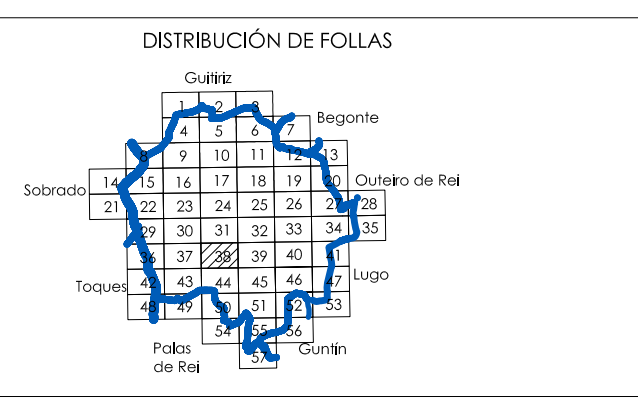 DISTRIBUCIÓN DE FOLLAS
Guitiriz
1 2 3
Begonte
4 5 6 7
8 9 10 11 12 13
Sobrado 14 15 16 17 18 19 20 Outeiro de Rei
21 22 23 24 25 26 27 28
29 30 31 32 33 34 35
36 37 38 39 40 41
Toques 42 43 44 45 46 47 Lugo
48 49 50 51 52 53
54 55 56
Palas de Rei
57
Guntín